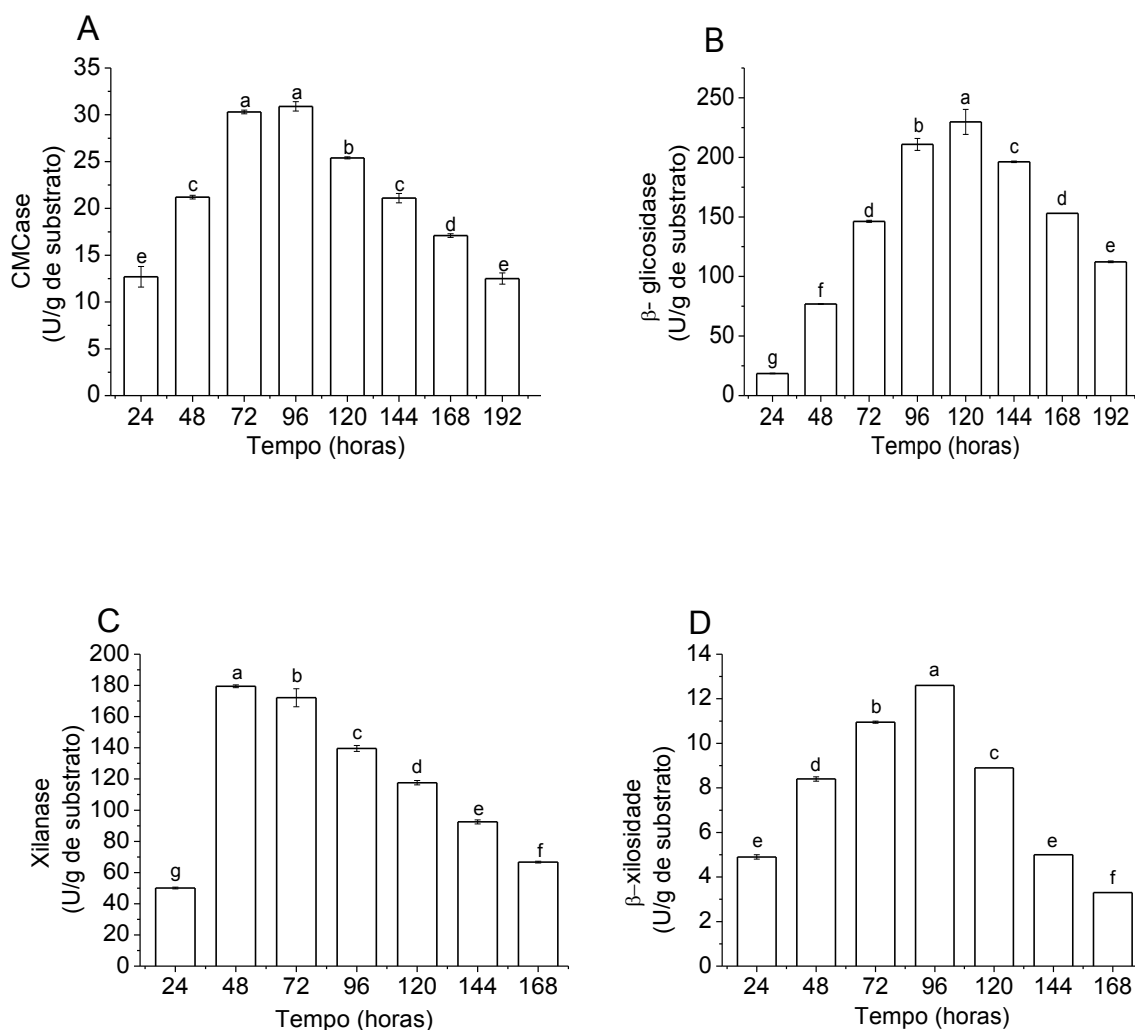 A
CMCase
(U/g de substrato)
35
30
25
20
15
10
5
0
e
c
a
a
b
c
d
e
24 48 72 96 120 144 168 192
Tempo (horas)
B
β- glicosidase
(U/g de substrato)
250
200
150
100
50
0
g
f
d
b
a
c
d
e
24 48 72 96 120 144 168 192
Tempo (horas)
C
Xilanase
(U/g de substrato)
200
180
160
140
120
100
80
60
40
20
0
g
a
b
c
d
e
f
24 48 72 96 120 144 168
Tempo (horas)
D
β−xilosidade
(U/g de substrato)
14
12
10
8
6
4
2
0
e
d
b
a
c
e
f
24 48 72 96 120 144 168
Tempo (horas)